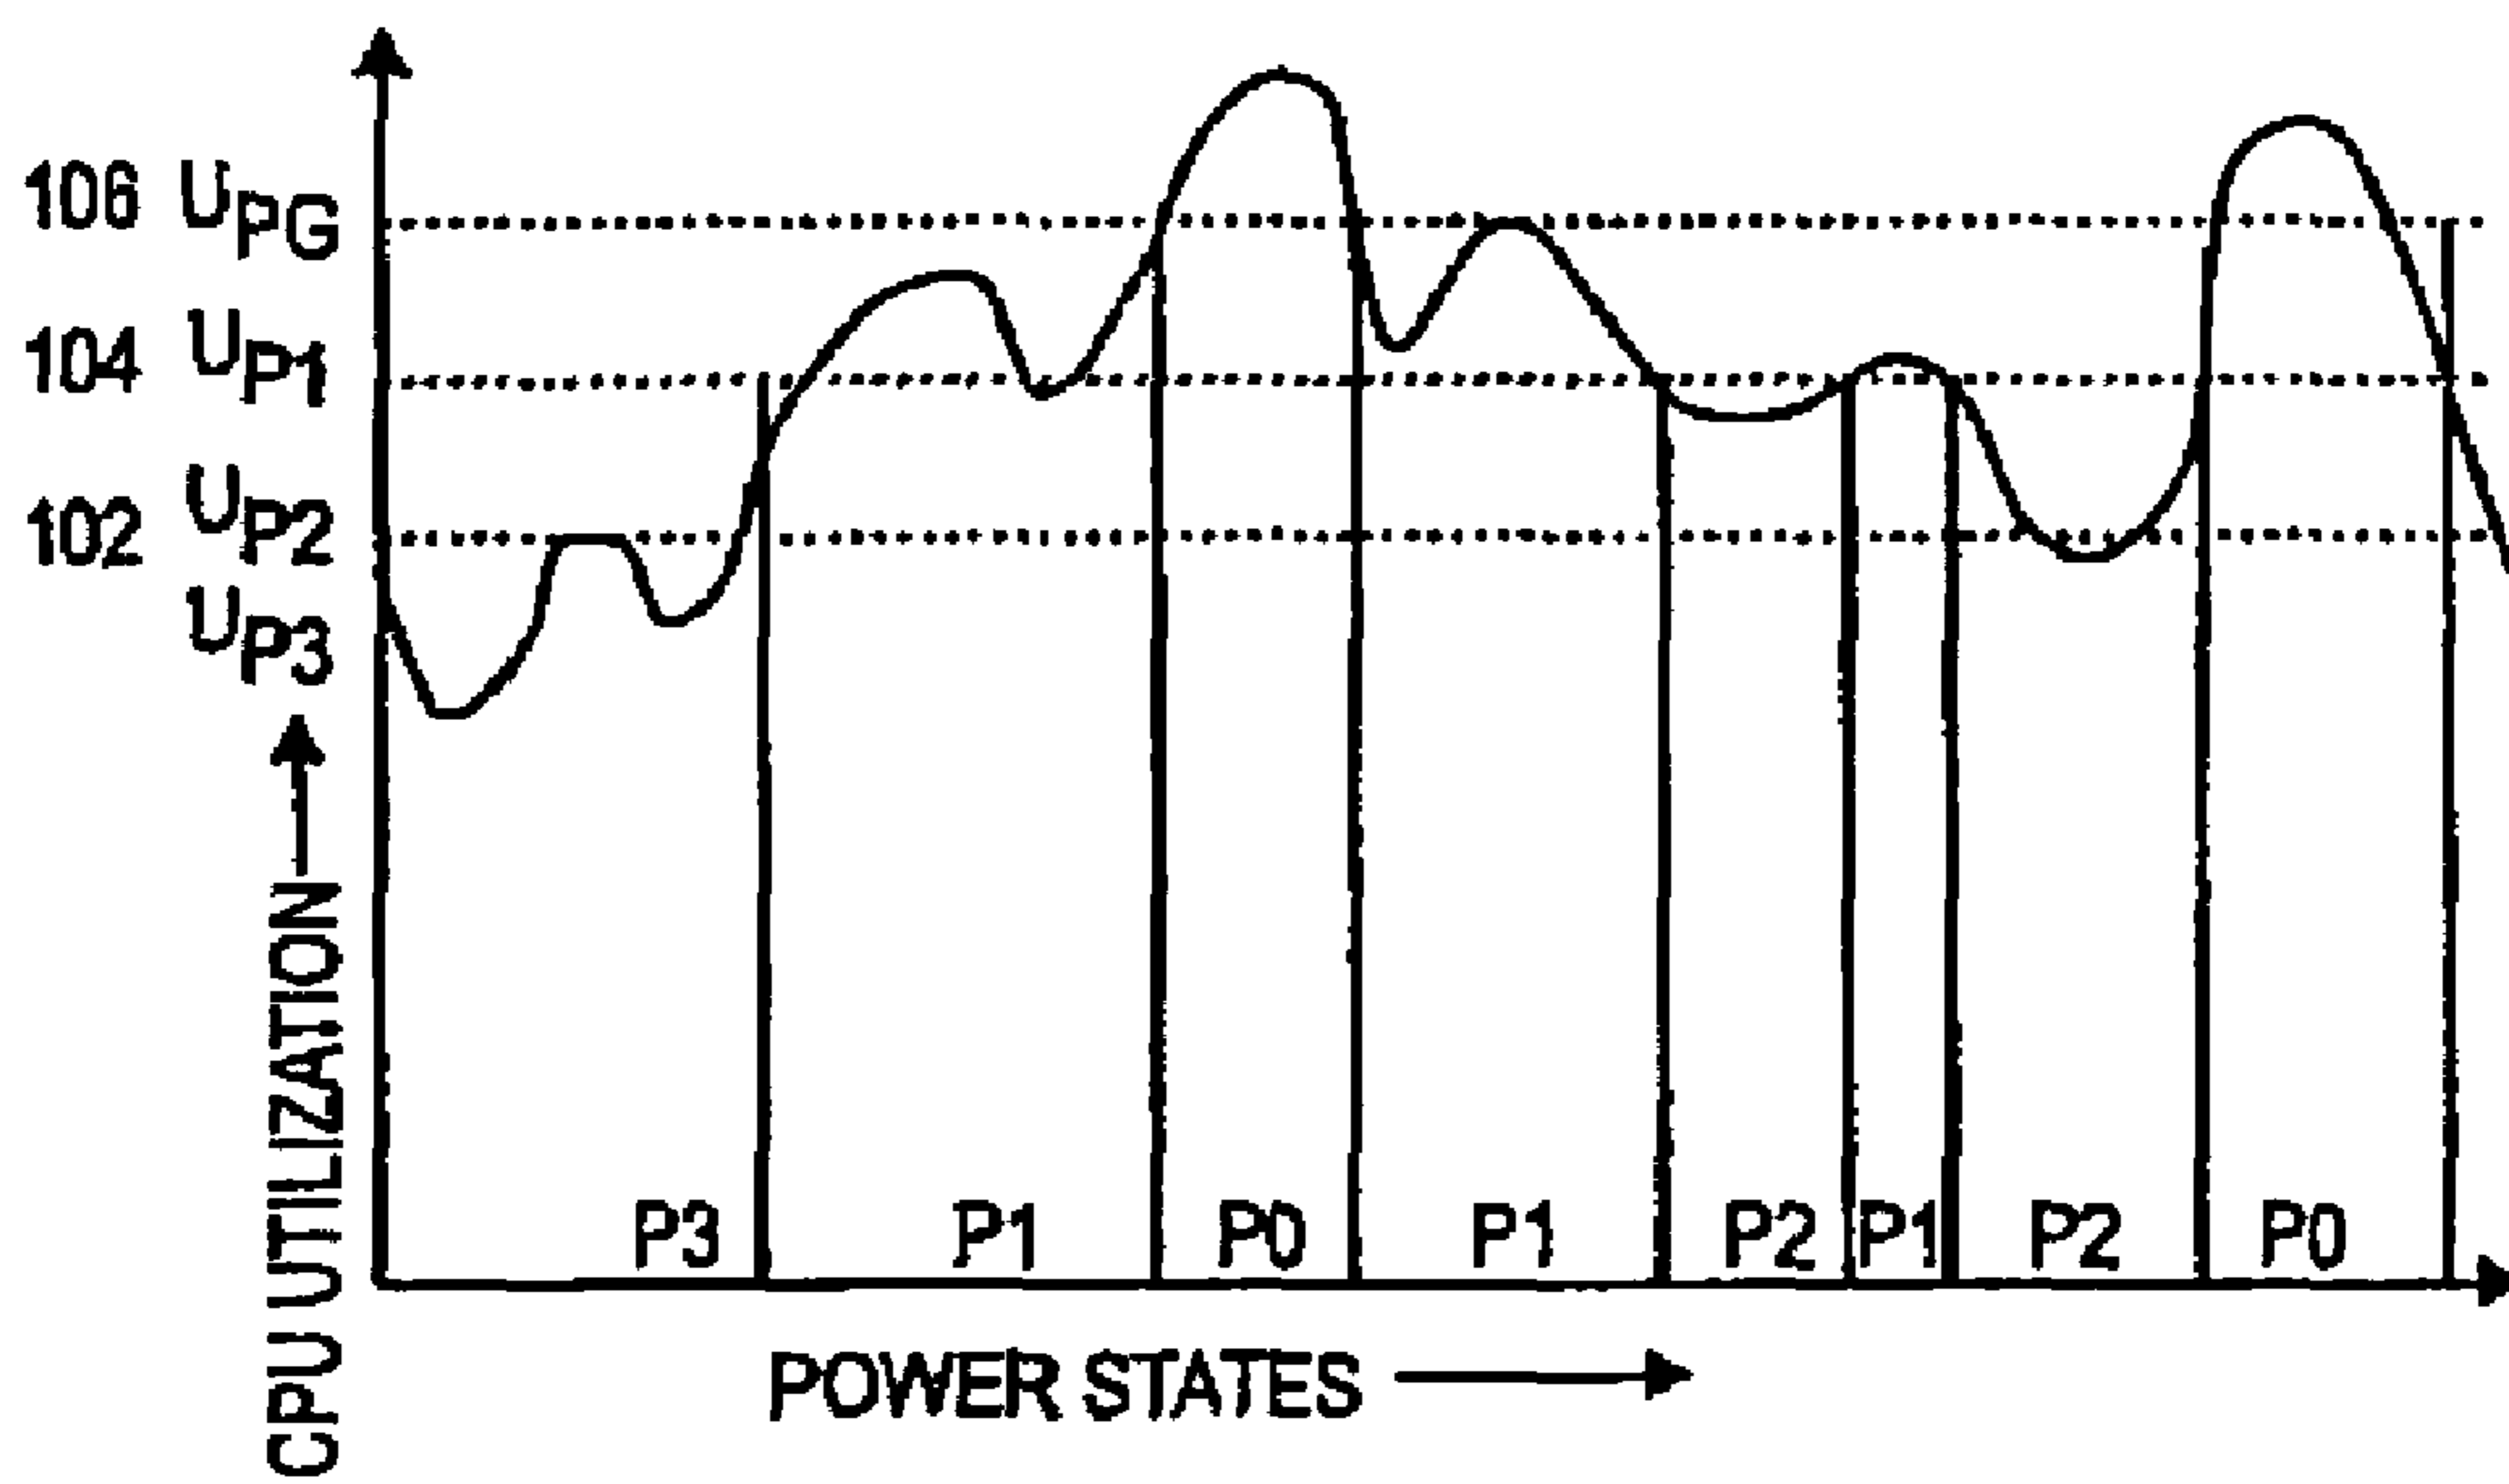 106 UPG
104 UP1
102 UP2
UP3
CPU UTILIZATION
P3 P1 P0 P1 P2 P1 P2 P0
POWER STATES